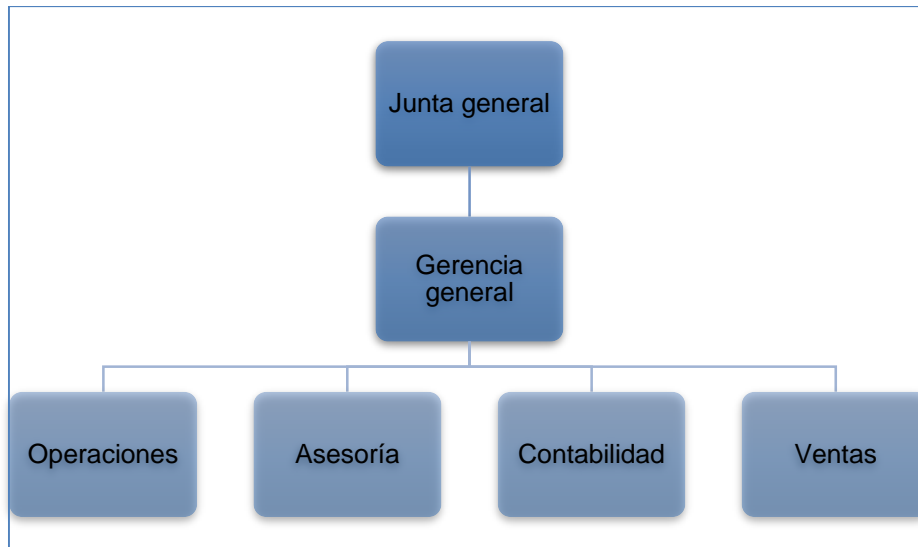 Junta general
Gerencia
general
Operaciones
Asesoría
Contabilidad
Ventas